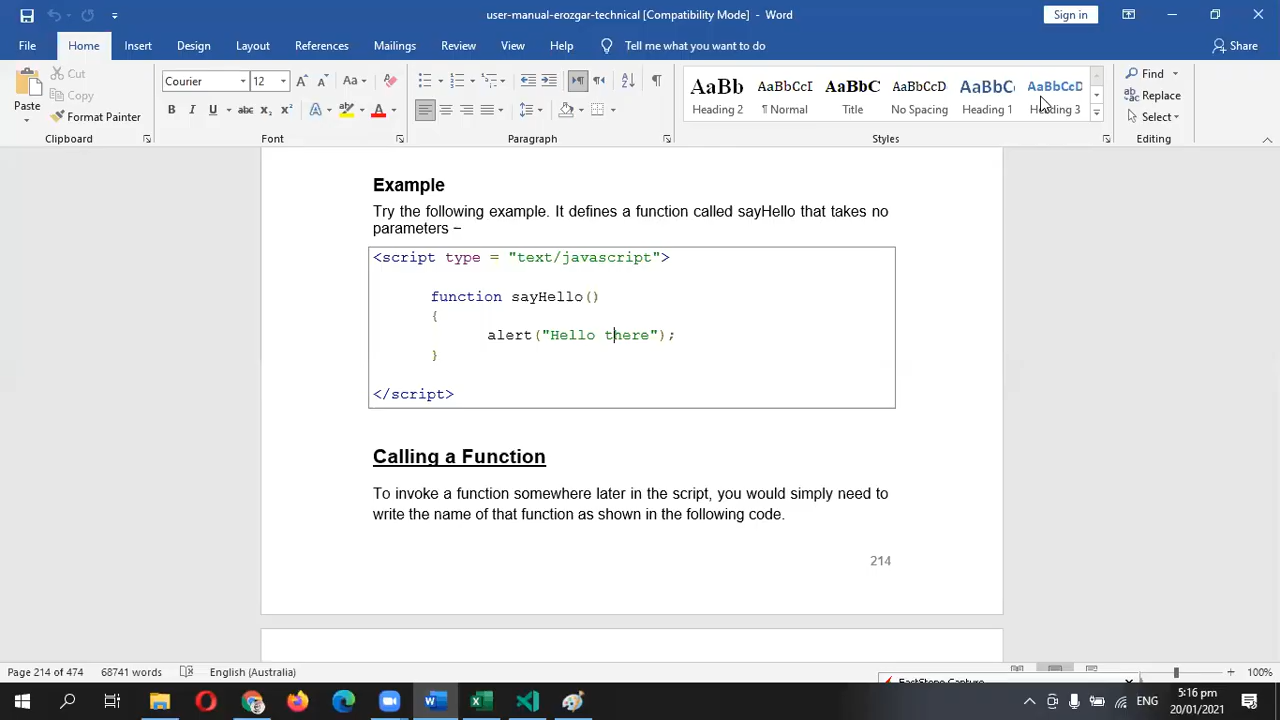 user-manual-erozgar-technical [Compatibility Mode] - Word
Sign in
File Home Insert Design Layout References Mailings Review View Help Tell me what you want to do Share
Paste
Cut
Copy
Format Painter
Clipboard
Courier 12
Font
Paragraph
AaBb AaBbCcI AaBbC AaBbCcD AaBbC AaBbCcD
Heading 2 ¶ Normal Title No Spacing Heading 1 Heading 3
Styles
Find
Replace
Select
Editing
Example
Try the following example. It defines a function called sayHello that takes no
parameters –
<script type = "text/javascript">
function sayHello()
{
alert("Hello there");
}
</script>
Calling a Function
To invoke a function somewhere later in the script, you would simply need to
write the name of that function as shown in the following code.
214
Page 214 of 474 68741 words English (Australia) 100%
FastStone Capture
ENG
5:16 pm
20/01/2021